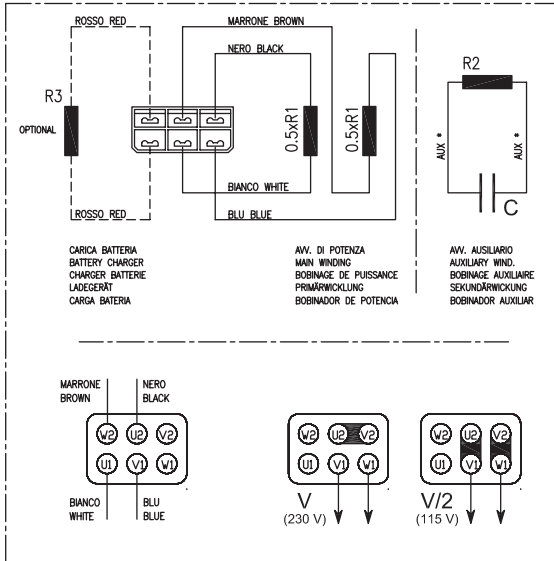 ROSSO RED
MARRONE BROWN
NERO BLACK
R3
OPTIONAL
0.5xR1
0.5xR1
R2
AUX *
AUX *
C
BIANCO WHITE
ROSSO RED
BLU BLUE
CARICA BATTERIA
BATTERY CHARGER
CHARGER BATTERIE
LADEGERÄT
CARGA BATERIA
AVV. DI POTENZA
MAIN WINDING
BOBINAGE DE PUISSANCE
PRIMÄRWICKLUNG
BOBINADOR DE POTENCIA
AVV. AUSILIARIO
AUXILIARY WIND.
BOBINAGE AUXILIAIRE
SEKUNDÄRWICKUNG
BOBINADOR AUXILIAR
MARRONE
BROWN
NERO
BLACK
W2 U2 V2
U1 V1 W1
BIANCO
WHITE
BLU
BLUE
W2 U2 V2
U1 V1 W1
V
(230 V)
W2 U2 V2
U1 V1 W1
V/2
(115 V)